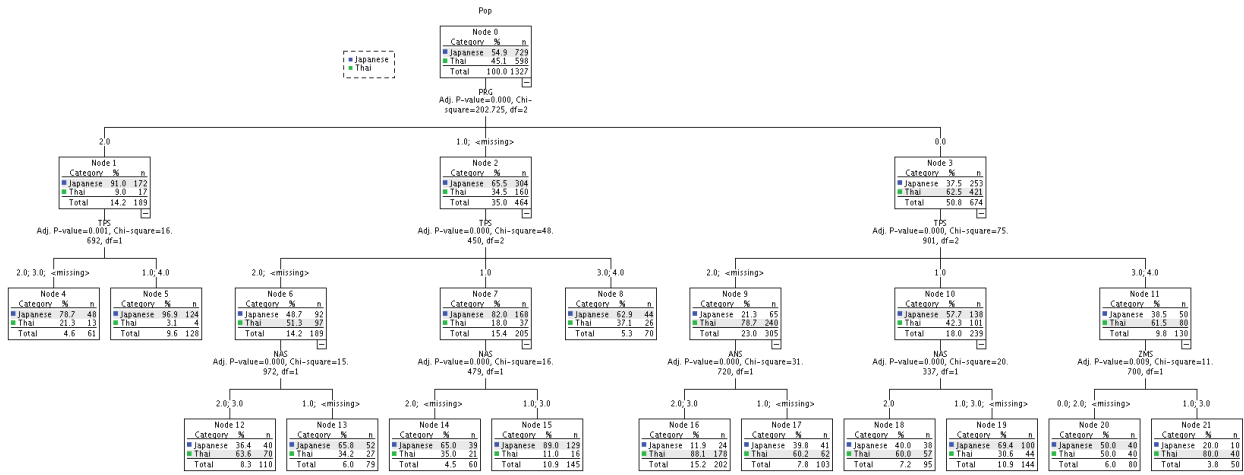 Pop
Node 0
Category % n
Japanese 54.9 729
Thai 45.1 598
Total 100.0 1327
Japanese
Thai
PRG
Adj. P-value=0.000, Chi-
square=202.725, df=2
2.0
1.0; <missing>
0.0
Node 1
Category % n
Japanese 91.0 172
Thai 9.0 17
Total 14.2 189
Node 2
Category % n
Japanese 65.5 304
Thai 34.5 160
Total 35.0 464
Node 3
Category % n
Japanese 37.5 253
Thai 62.5 421
Total 50.8 674
TPS
Adj. P-value=0.001, Chi-square=16.
692, df=1
TPS
Adj. P-value=0.000, Chi-square=48.
450, df=2
TPS
Adj. P-value=0.000, Chi-square=75.
901, df=2
2.0; 3.0; <missing>
1.0; 4.0
2.0; <missing>
1.0
3.0; 4.0
2.0; <missing>
1.0
3.0; 4.0
Node 4
Category % n
Japanese 78.7 48
Thai 21.3 13
Total 4.6 61
Node 5
Category % n
Japanese 96.9 124
Thai 3.1 4
Total 9.6 128
Node 6
Category % n
Japanese 48.7 92
Thai 51.3 97
Total 14.2 189
Node 7
Category % n
Japanese 82.0 168
Thai 18.0 37
Total 15.4 205
Node 8
Category % n
Japanese 62.9 44
Thai 37.1 26
Total 5.3 70
Node 9
Category % n
Japanese 21.3 65
Thai 78.7 240
Total 23.0 305
Node 10
Category % n
Japanese 57.7 138
Thai 42.3 101
Total 18.0 239
Node 11
Category % n
Japanese 38.5 50
Thai 61.5 80
Total 9.8 130
NAS
Adj. P-value=0.000, Chi-square=15.
972, df=1
NAS
Adj. P-value=0.000, Chi-square=16.
479, df=1
ANS
Adj. P-value=0.000, Chi-square=31.
720, df=1
NAS
Adj. P-value=0.000, Chi-square=20.
337, df=1
ZMS
Adj. P-value=0.009, Chi-square=11.
700, df=1
2.0; 3.0
1.0; <missing>
2.0; <missing>
1.0; 3.0
2.0; 3.0
1.0; <missing>
2.0
1.0; 3.0; <missing>
0.0; 2.0; <missing>
1.0; 3.0
Node 12
Category % n
Japanese 36.4 40
Thai 63.6 70
Total 8.3 110
Node 13
Category % n
Japanese 65.8 52
Thai 34.2 27
Total 6.0 79
Node 14
Category % n
Japanese 65.0 39
Thai 35.0 21
Total 4.5 60
Node 15
Category % n
Japanese 89.0 129
Thai 11.0 16
Total 10.9 145
Node 16
Category % n
Japanese 11.9 24
Thai 88.1 178
Total 15.2 202
Node 17
Category % n
Japanese 39.8 41
Thai 60.2 62
Total 7.8 103
Node 18
Category % n
Japanese 40.0 38
Thai 60.0 57
Total 7.2 95
Node 19
Category % n
Japanese 69.4 100
Thai 30.6 44
Total 10.9 144
Node 20
Category % n
Japanese 50.0 40
Thai 50.0 40
Total 6.0 80
Node 21
Category % n
Japanese 20.0 10
Thai 80.0 40
Total 3.8 50